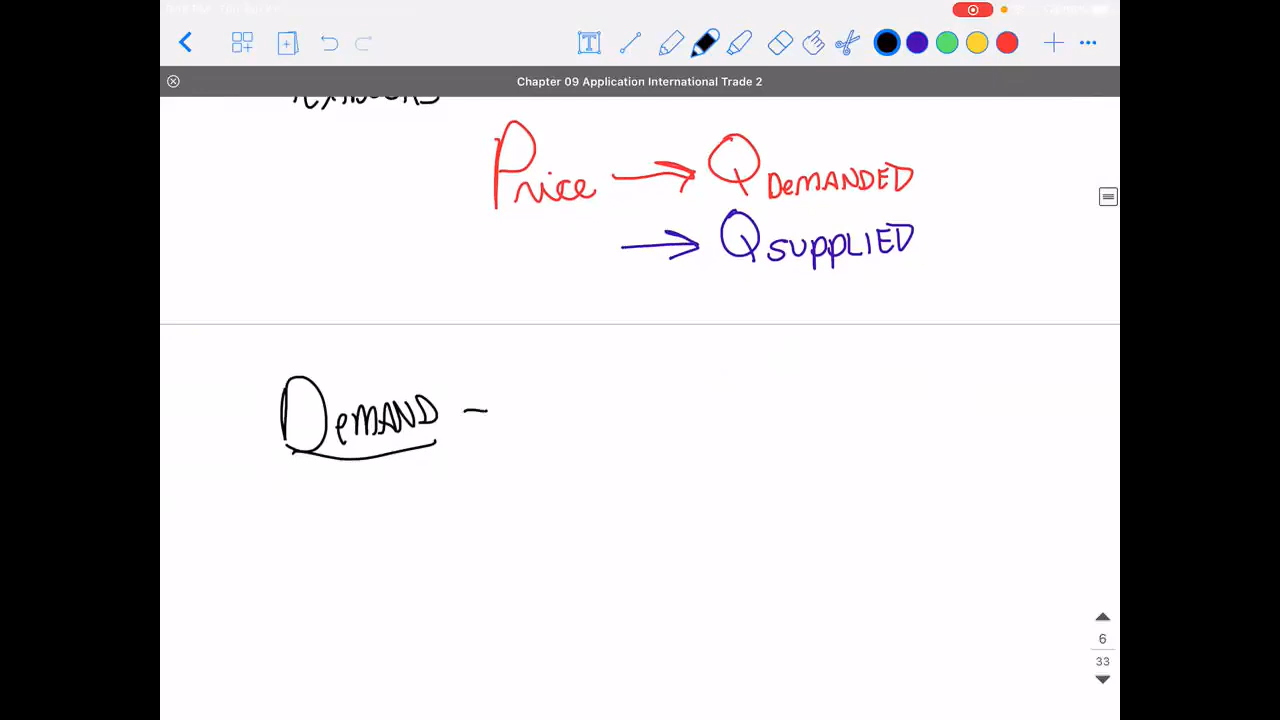 Chapter 09 Application International Trade 2
Price → Q DEMANDED
→ Q SUPPLIED
DEMAND -
6
33